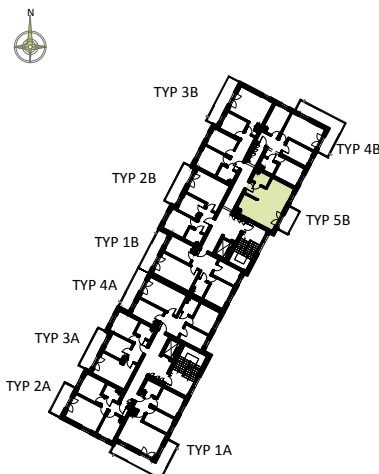 N
TYP 3B
TYP 4B
TYP 2B
TYP 5B
TYP 1B
TYP 4A
TYP 3A
TYP 2A
TYP 1A